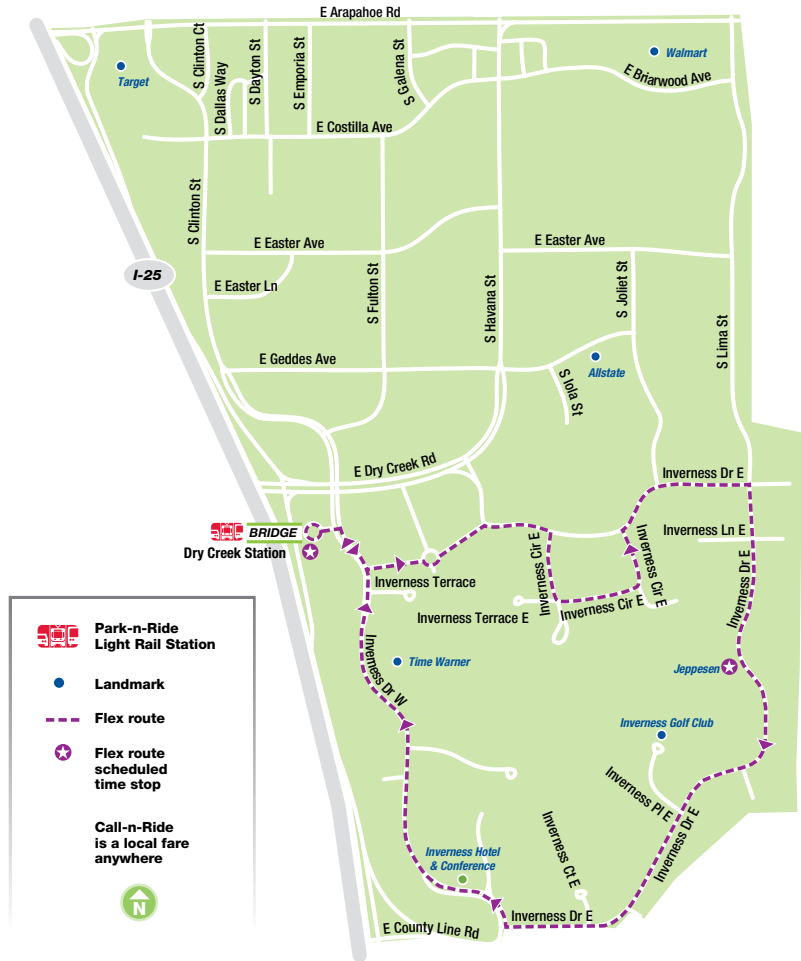 E Arapahoe Rd
Target
S Clinton Ct
S Dallas Way
S Dayton St
S Emporia St
S Galena St
Walmart
E Briarwood Ave
E Costilla Ave
S Clinton St
E Easter Ave
E Easter Ave
I-25
E Easter Ln
S Fulton St
S Havana St
S Joliet St
S Lima St
E Geddes Ave
Allstate
S Iola St
E Dry Creek Rd
Inverness Dr E
BRIDGE
Dry Creek Station
Inverness Ln E
Inverness Cir E
Inverness Cir E
Inverness Dr E
Inverness Terrace
Inverness Terrace E
Inverness Cir E
Inverness Dr W
Time Warner
Jeppesen
Inverness Golf Club
Inverness Pl E
Inverness Dr E
Inverness Ct E
Inverness Hotel
& Conference
Inverness Dr E
E County Line Rd
Park-n-Ride
Light Rail Station
Landmark
Flex route
Flex route
scheduled
time stop
Call-n-Ride
is a local fare
anywhere
N